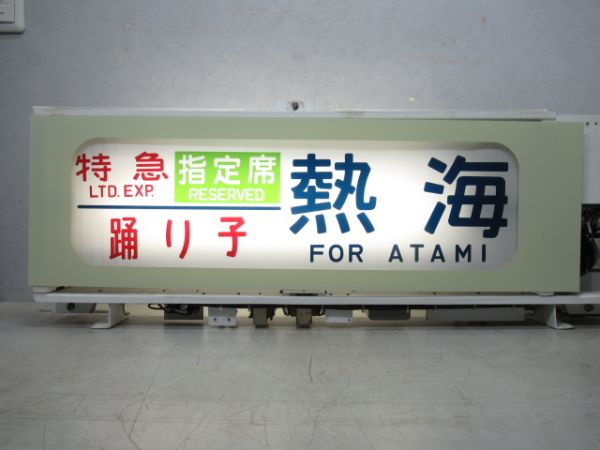 特急
LTD. EXP.
指定席
RESERVED
踊り子
熱海
FOR ATAMI